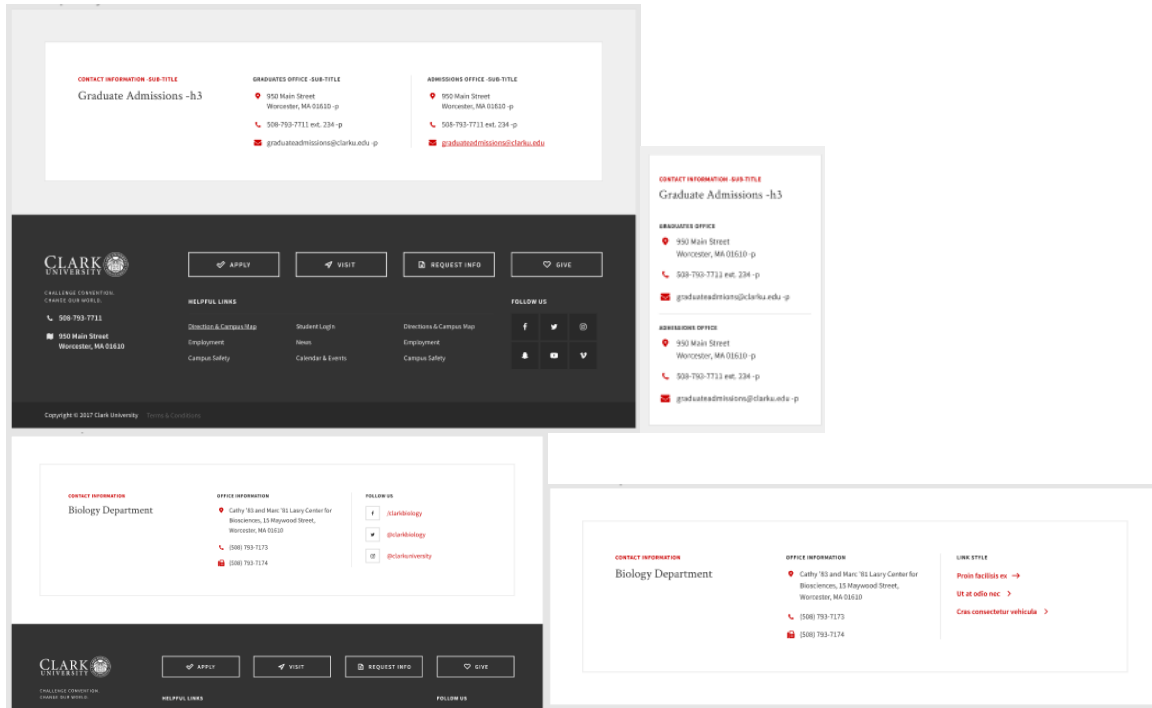 CONTACT INFORMATION -SUB-TITLE
Graduate Admissions -h3
GRADUATES OFFICE -SUB-TITLE
950 Main Street
Worcester, MA 01610 -p
508-793-7711 ext. 234 -p
graduateadmissions@clarku.edu -p
ADMISSIONS OFFICE -SUB-TITLE
950 Main Street
Worcester, MA 01610 -p
508-793-7711 ext. 234 -p
graduateadmissions@clarku.edu
CLARK
UNIVERSITY
CHALLENGE CONVENTION.
CHANGE OUR WORLD.
508-793-7711
950 Main Street
Worcester, MA 01610
APPLY
VISIT
REQUEST INFO
GIVE
HELPFUL LINKS
Direction & Campus Map
Employment
Campus Safety
Student Login
News
Calendar & Events
Directions & Campus Map
Employment
Campus Safety
FOLLOW US
Copyright © 2017 Clark University Terms & Conditions
CONTACT INFORMATION -SUB-TITLE
Graduate Admissions -h3
GRADUATES OFFICE
950 Main Street
Worcester, MA 01610 -p
508-793-7711 ext. 234 -p
graduateadmions@clarku.edu -p
ADMISSIONS OFFICE
950 Main Street
Worcester, MA 01610 -p
508-793-7711 ext. 234 -p
graduateadmissions@clarku.edu -p
CONTACT INFORMATION
Biology Department
OFFICE INFORMATION
Cathy '83 and Marc '81 Lasry Center for
Biosciences, 15 Maywood Street,
Worcester, MA 01610
(508) 793-7173
(508) 793-7174
FOLLOW US
/clarkbiology
@clarkbiology
@clarkuniversity
CLARK
UNIVERSITY
CHALLENGE CONVENTION.
CHANGE OUR WORLD.
APPLY
VISIT
REQUEST INFO
GIVE
HELPFUL LINKS
FOLLOW US
CONTACT INFORMATION
Biology Department
OFFICE INFORMATION
Cathy '83 and Marc '81 Lasry Center for
Biosciences, 15 Maywood Street,
Worcester, MA 01610
(508) 793-7173
(508) 793-7174
LINK STYLE
Proin facilisis ex
Ut at odio nec
Cras consectetur vehicula